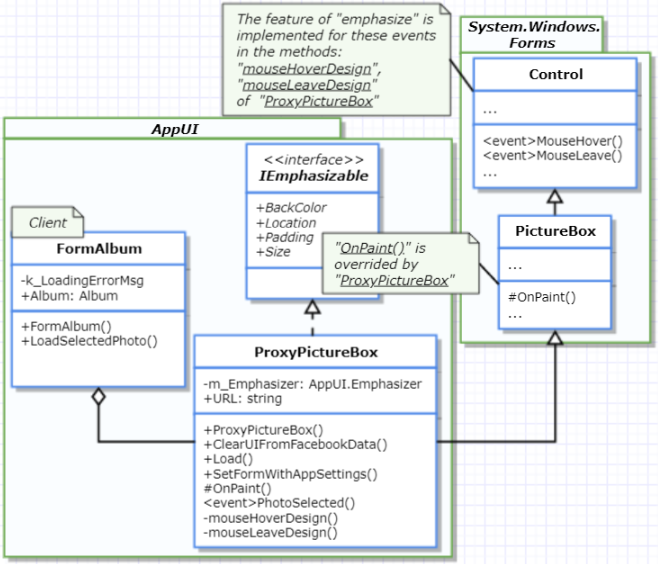 The feature of "emphasize" is
implemented for these events
in the methods:
"mouseHoverDesign",
"mouseLeaveDesign"
of "ProxyPictureBox"
System.Windows.
Forms
Control
...
<event>MouseHover()
<event>MouseLeave()
...
AppUI
<<interface>>
IEmphasizable
+BackColor
+Location
+Padding
+Size
Client
FormAlbum
-k_LoadingErrorMsg
+Album: Album
+FormAlbum()
+LoadSelectedPhoto()
"OnPaint()" is
overrided by
"ProxyPictureBox"
PictureBox
...
#OnPaint()
...
ProxyPictureBox
-m_Emphasizer: AppUI.Emphasizer
+URL: string
+ProxyPictureBox()
+ClearUIFromFacebookData()
+Load()
+SetFormWithAppSettings()
#OnPaint()
<event>PhotoSelected()
-mouseHoverDesign()
-mouseLeaveDesign()